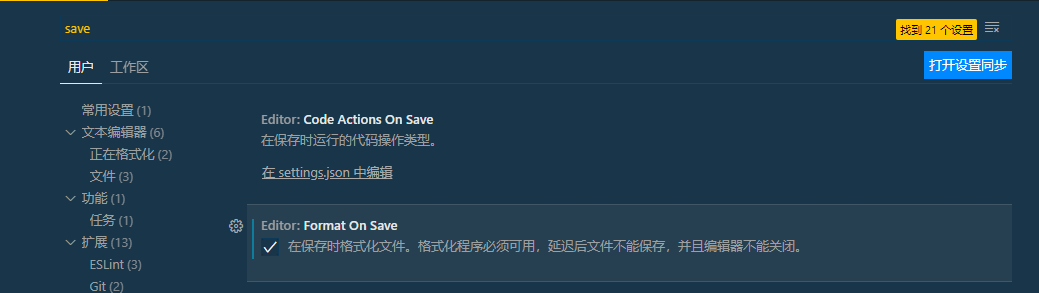 save
找到 21 个设置
用户
工作区
打开设置同步
常用设置 (1)
文本编辑器 (6)
正在格式化 (2)
文件 (3)
功能 (1)
任务 (1)
扩展 (13)
ESLint (3)
Git (2)
Editor: Code Actions On Save
在保存时运行的代码操作类型。
在 settings.json 中编辑
Editor: Format On Save
在保存时格式化文件。格式化程序必须可用，延迟后文件不能保存，并且编辑器不能关闭。